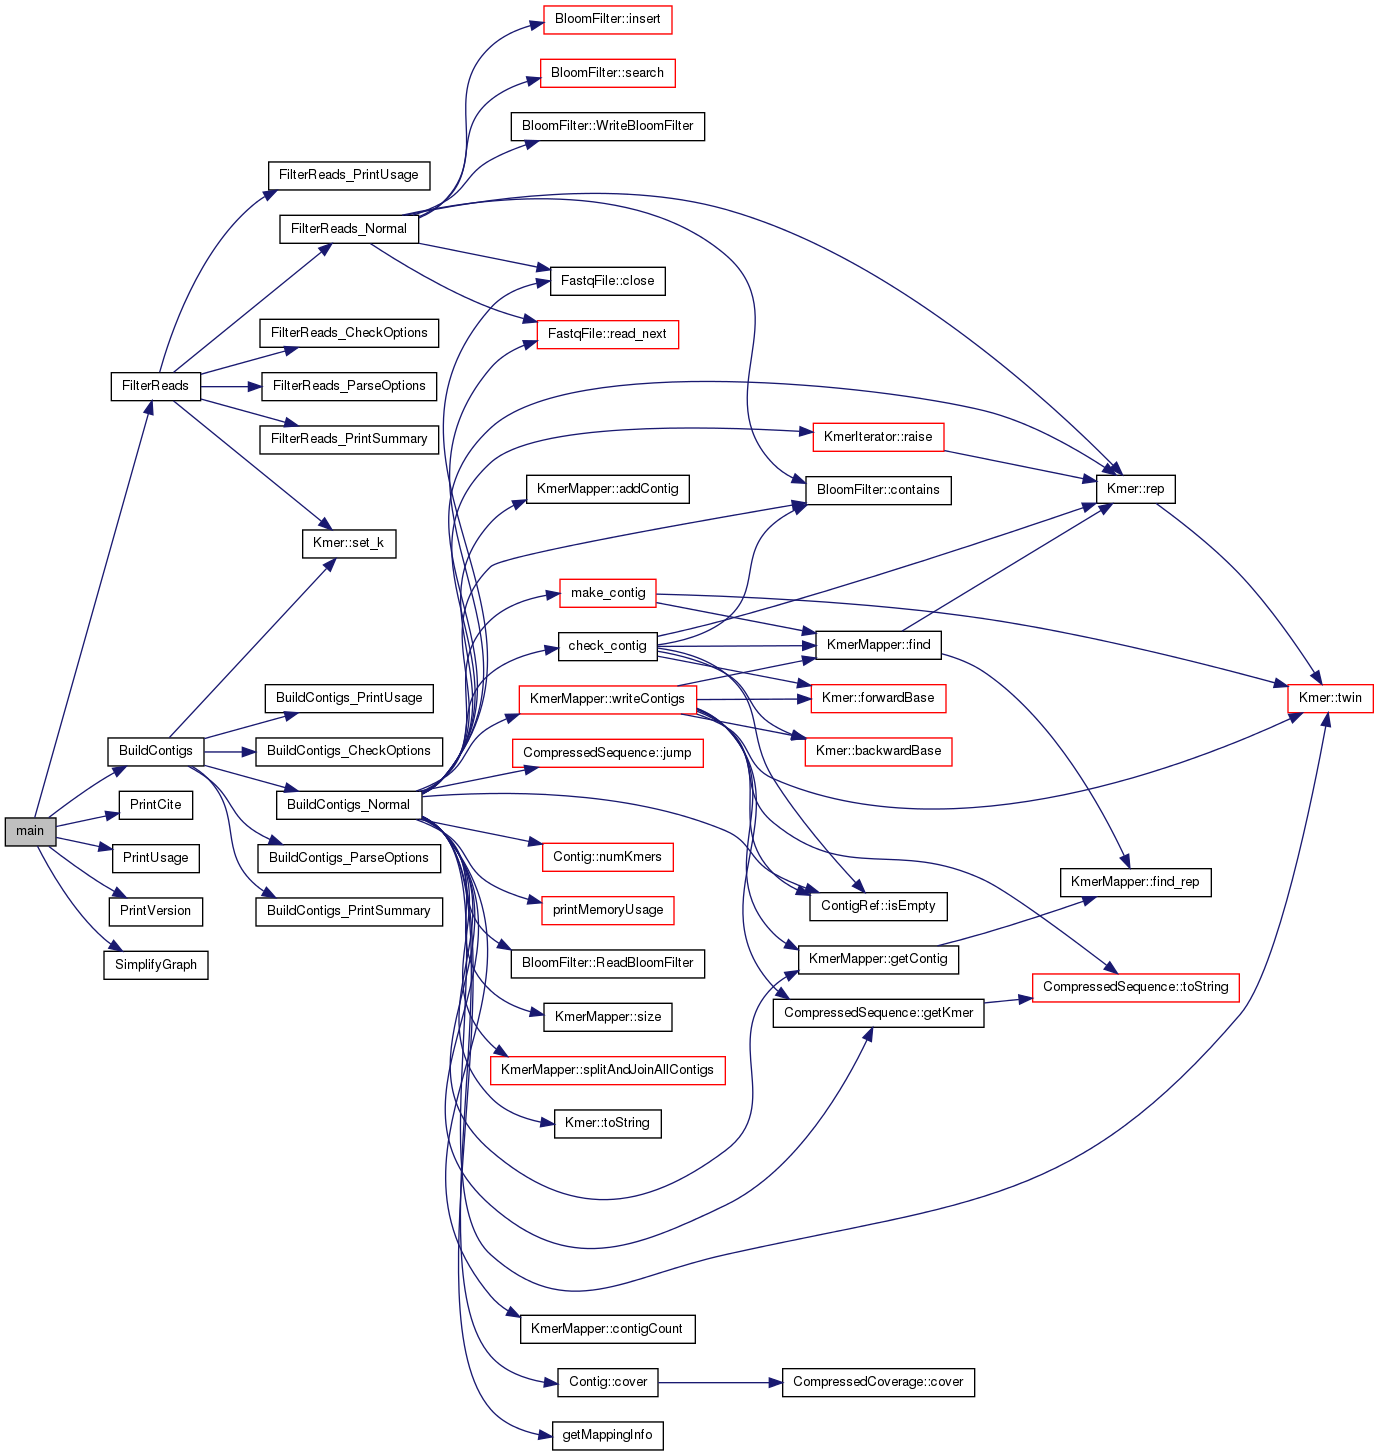 BloomFilter::insert
BloomFilter::search
BloomFilter::WriteBloomFilter
FilterReads_PrintUsage
FilterReads_Normal
FastqFile::close
FilterReads_CheckOptions
FastqFile::read_next
FilterReads
FilterReads_ParseOptions
FilterReads_PrintSummary
KmerIterator::raise
KmerMapper::addContig
BloomFilter::contains
Kmer::rep
Kmer::set_k
make_contig
check_contig
KmerMapper::find
BuildContigs_PrintUsage
KmerMapper::writeContigs
Kmer::forwardBase
Kmer::twin
BuildContigs
BuildContigs_CheckOptions
CompressedSequence::jump
Kmer::backwardBase
PrintCite
BuildContigs_Normal
main
PrintUsage
BuildContigs_ParseOptions
Contig::numKmers
KmerMapper::find_rep
PrintVersion
BuildContigs_PrintSummary
printMemoryUsage
ContigRef::isEmpty
SimplifyGraph
BloomFilter::ReadBloomFilter
KmerMapper::getContig
CompressedSequence::toString
KmerMapper::size
CompressedSequence::getKmer
KmerMapper::splitAndJoinAllContigs
Kmer::toString
KmerMapper::contigCount
Contig::cover
CompressedCoverage::cover
getMappingInfo